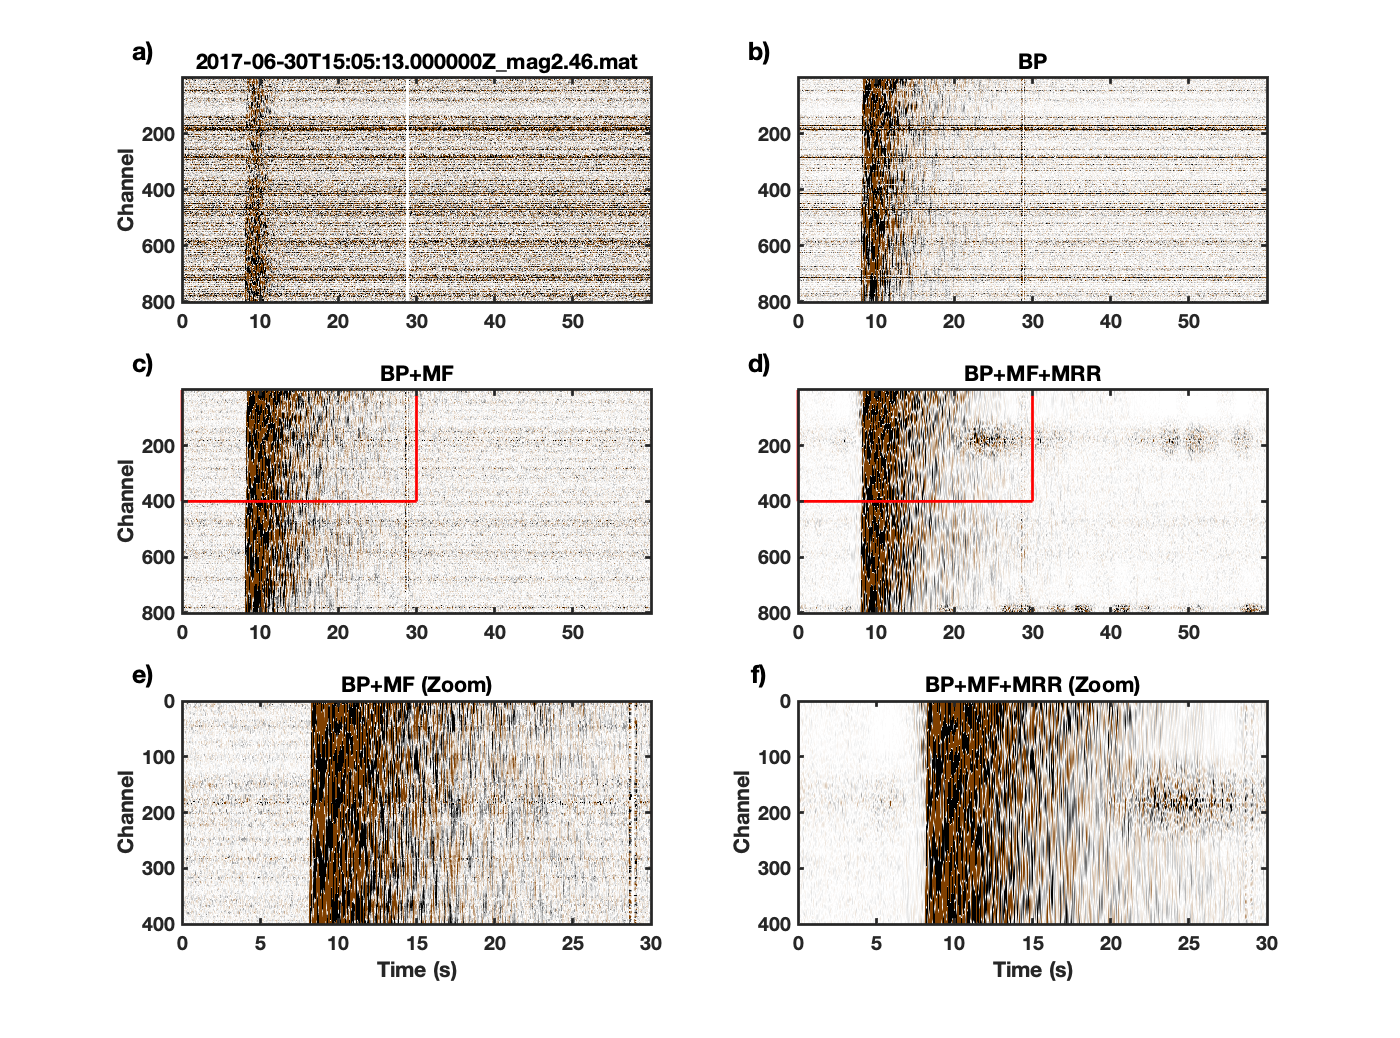 a)
2017-06-30T15:05:13.000000Z_mag2.46.mat
Channel
200
400
600
800
0 10 20 30 40 50
b)
BP
200
400
600
800
0 10 20 30 40 50
c)
BP+MF
Channel
200
400
600
800
0 10 20 30 40 50
d)
BP+MF+MRR
200
400
600
800
0 10 20 30 40 50
e)
BP+MF (Zoom)
Channel
0
100
200
300
400
0 5 10 15 20 25 30
Time (s)
f)
BP+MF+MRR (Zoom)
Channel
0
100
200
300
400
0 5 10 15 20 25 30
Time (s)